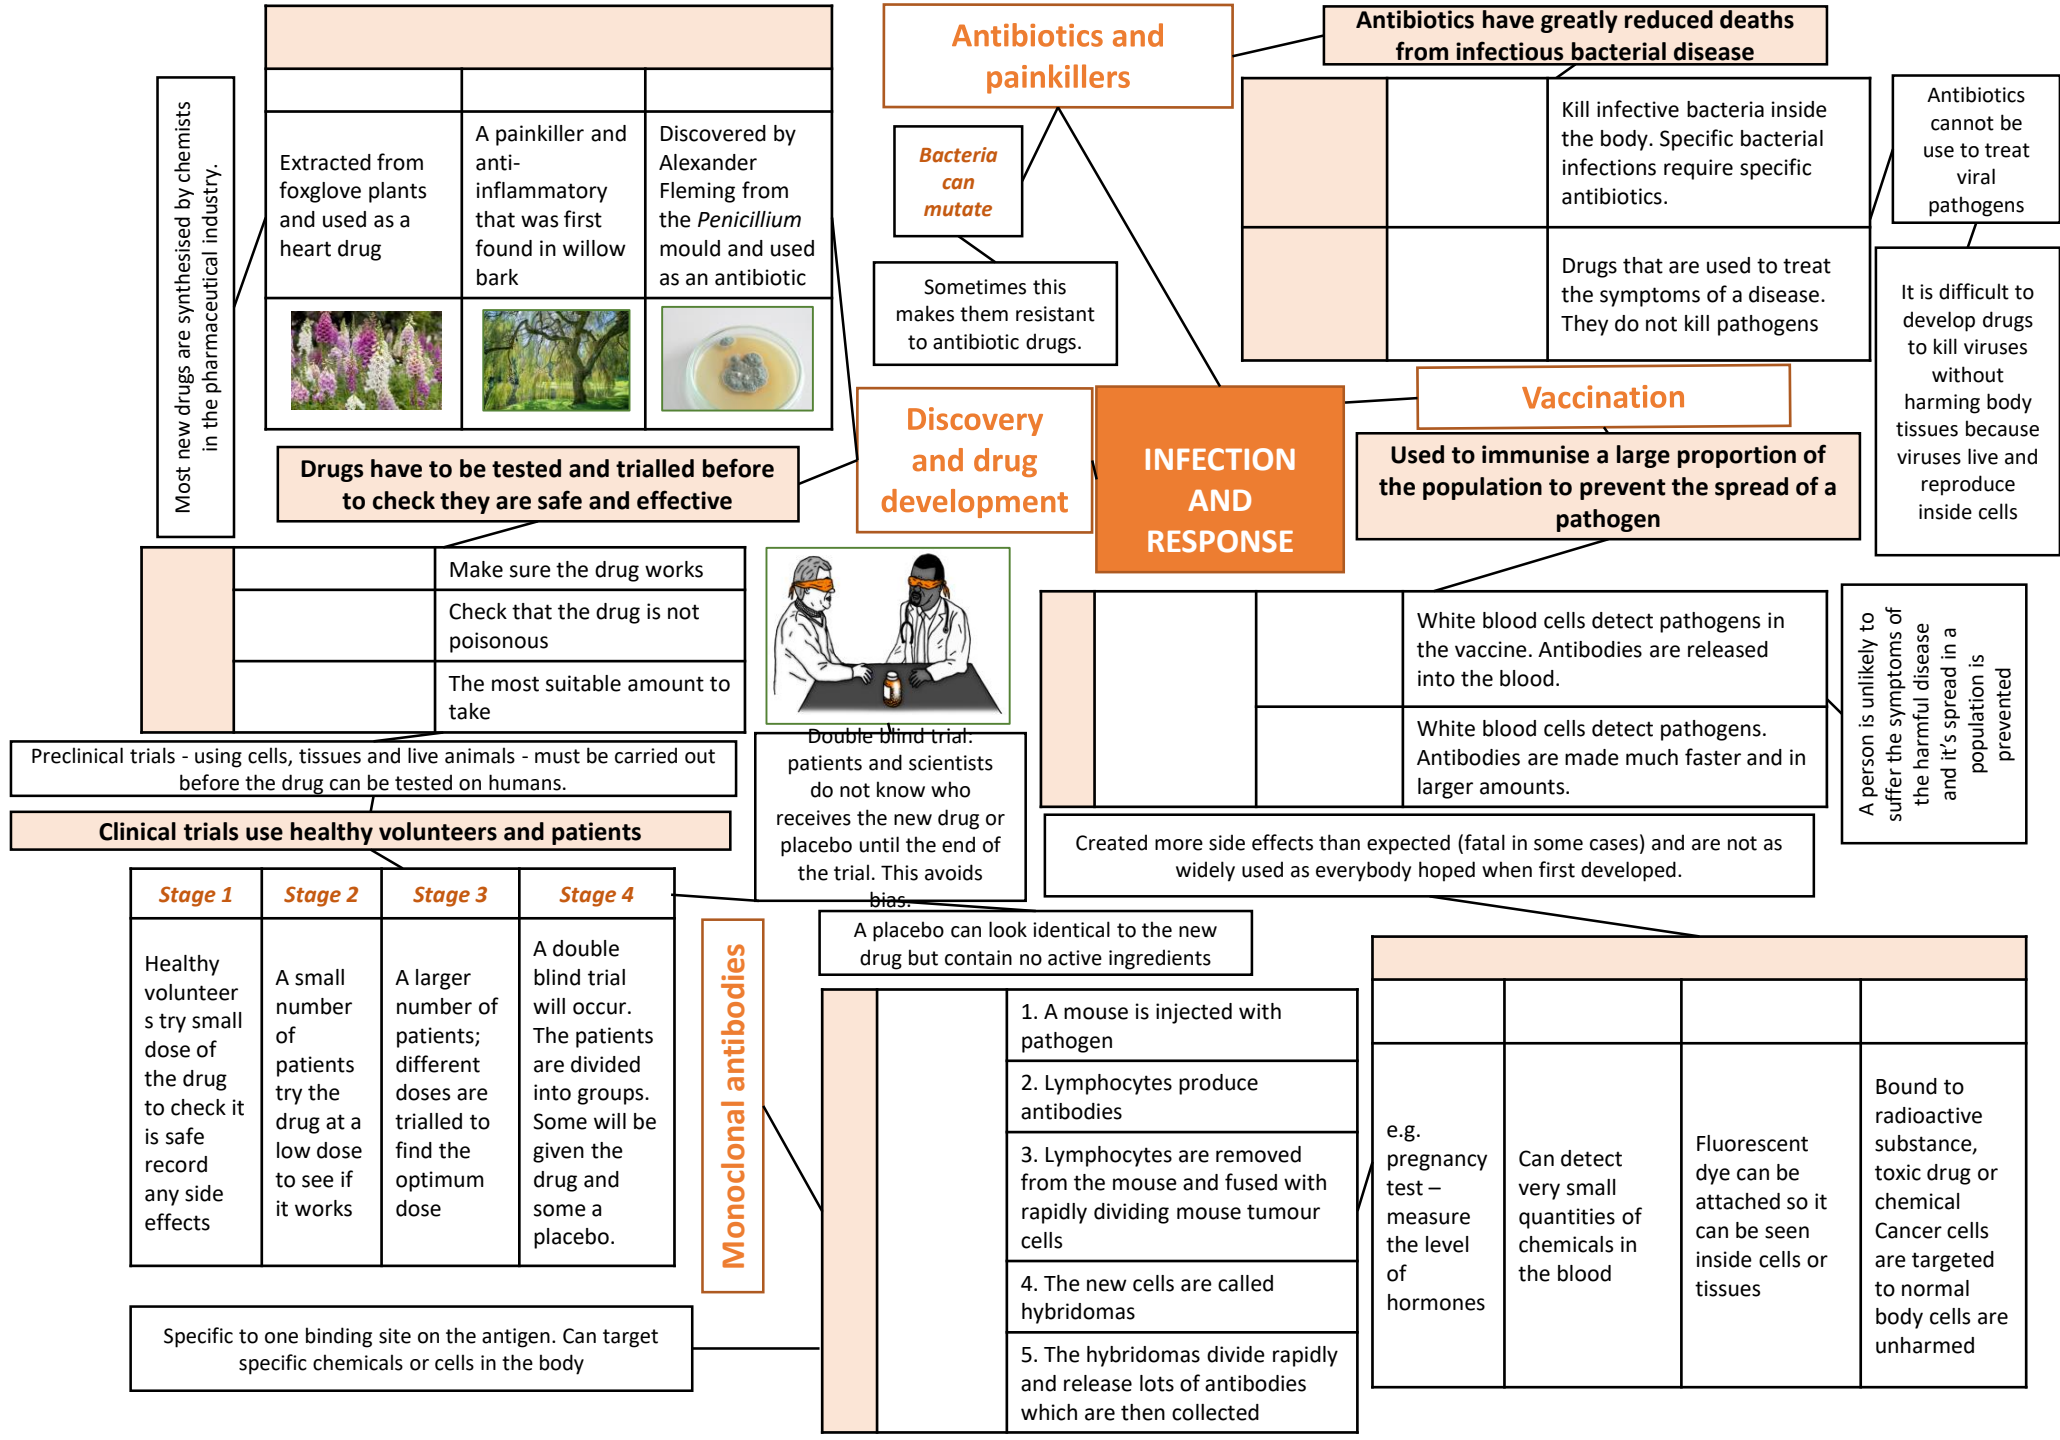 Antibiotics and
painkillers
Antibiotics have greatly reduced deaths
from infectious bacterial disease
Kill infective bacteria inside
the body. Specific bacterial
infections require specific
antibiotics.
Drugs that are used to treat
the symptoms of a disease.
They do not kill pathogens
Antibiotics
cannot be
use to treat
viral
pathogens
It is difficult to
develop drugs
to kill viruses
without
harming body
tissues because
viruses live and
reproduce
inside cells
Bacteria
can
mutate
Sometimes this
makes them resistant
to antibiotic drugs.
Most new drugs are synthesised by chemists
in the pharmaceutical industry.
Extracted from
foxglove plants
and used as a
heart drug
A painkiller and
anti-
inflammatory
that was first
found in willow
bark
Discovered by
Alexander
Fleming from
the Penicillium
mould and used
as an antibiotic
Discovery
and drug
development
INFECTION
AND
RESPONSE
Vaccination
Used to immunise a large proportion of
the population to prevent the spread of a
pathogen
White blood cells detect pathogens in
the vaccine. Antibodies are released
into the blood.
White blood cells detect pathogens.
Antibodies are made much faster and in
larger amounts.
A person is unlikely to
suffer the symptoms of
the harmful disease
and it's spread in a
population is
prevented
Drugs have to be tested and trialled before
to check they are safe and effective
Make sure the drug works
Check that the drug is not
poisonous
The most suitable amount to
take
Preclinical trials - using cells, tissues and live animals - must be carried out
before the drug can be tested on humans.
Double blind trial:
patients and scientists
do not know who
receives the new drug or
placebo until the end of
the trial. This avoids
bias.
Clinical trials use healthy volunteers and patients
Stage 1
Stage 2
Stage 3
Stage 4
Healthy
volunteer
s try small
dose of
the drug
to check it
is safe
record
any side
effects
A small
number
of
patients
try the
drug at a
low dose
to see if
it works
A larger
number of
patients;
different
doses are
trialled to
find the
optimum
dose
A double
blind trial
will occur.
The patients
are divided
into groups.
Some will be
given the
drug and
some a
placebo.
A placebo can look identical to the new
drug but contain no active ingredients
Monoclonal antibodies
Specific to one binding site on the antigen. Can target
specific chemicals or cells in the body
1. A mouse is injected with
pathogen
2. Lymphocytes produce
antibodies
3. Lymphocytes are removed
from the mouse and fused with
rapidly dividing mouse tumour
cells
4. The new cells are called
hybridomas
5. The hybridomas divide rapidly
and release lots of antibodies
which are then collected
Created more side effects than expected (fatal in some cases) and are not as
widely used as everybody hoped when first developed.
e.g.
pregnancy
test –
measure
the level
of
hormones
Can detect
very small
quantities of
chemicals in
the blood
Fluorescent
dye can be
attached so it
can be seen
inside cells or
tissues
Bound to
radioactive
substance,
toxic drug or
chemical
Cancer cells
are targeted
to normal
body cells are
unharmed